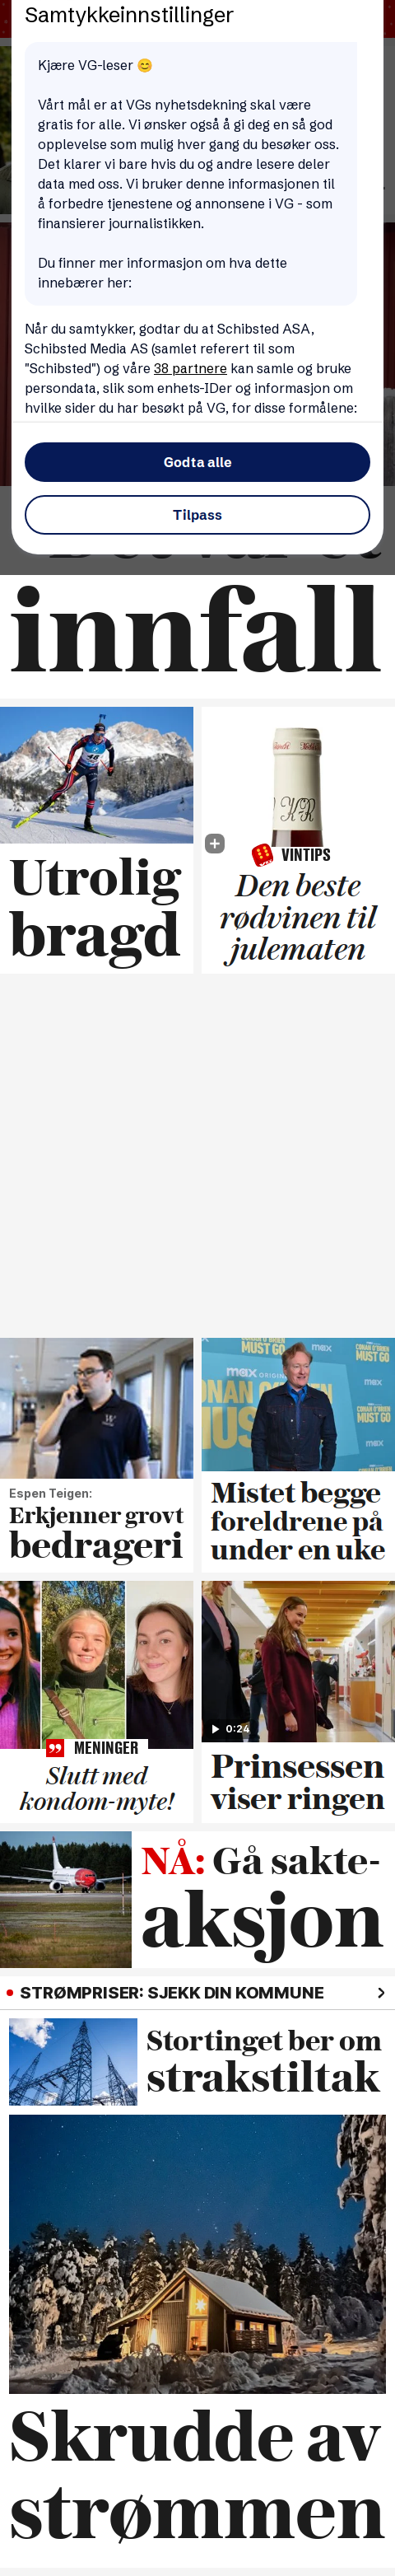 Samtykkeinnstillinger
Kjære VG-leser 😊
Vårt mål er at VGs nyhetsdekning skal være
gratis for alle. Vi ønsker også å gi deg en så god
opplevelse som mulig hver gang du besøker oss.
Det klarer vi bare hvis du og andre lesere deler
data med oss. Vi bruker denne informasjonen til
å forbedre tjenestene og annonsene i VG - som
finansierer journalistikken.
Du finner mer informasjon om hva dette
innebærer her:
Når du samtykker, godtar du at Schibsted ASA,
Schibsted Media AS (samlet referert til som
"Schibsted") og våre 38 partnere kan samle og bruke
persondata, slik som enhets-IDer og informasjon om
hvilke sider du har besøkt på VG, for disse formålene:
Godta alle
Tilpass
innfall
Utrolig
bragd
VINTIPS
Den beste
rødvinen til
julematen
max ORIGINAL
CONAN O'BRIEN
MUST GO
max
Espen Teigen:
Erkjenner grovt
bedrageri
Mistet begge
foreldrene på
under en uke
MENINGER
Slutt med
kondom-myte!
0:24
Prinsessen
viser ringen
NÅ: Gå sakte-
aksjon
STRØMPRISER: SJEKK DIN KOMMUNE
Stortinget ber om
strakstiltak
Skrudde av
strømmen